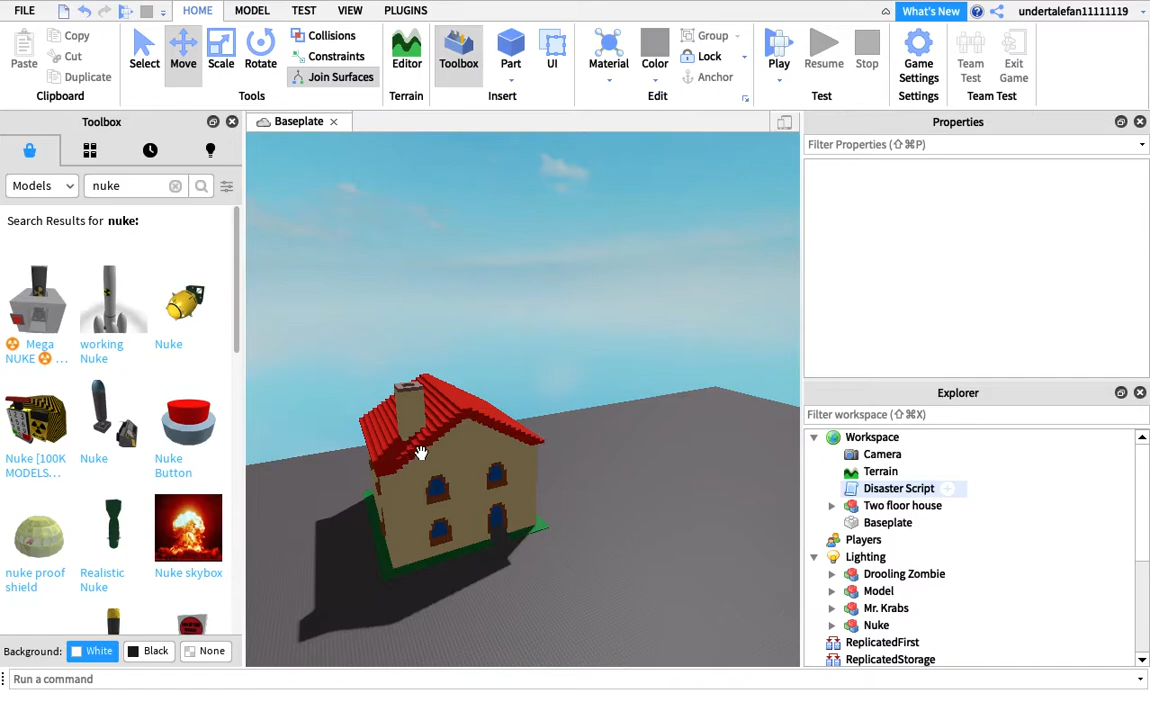 FILE HOME MODEL TEST VIEW PLUGINS What's New undertalefan11111119
Paste Copy Cut Duplicate
Select Move Scale Rotate
Collisions
Constraints
Join Surfaces
Editor Toolbox Part UI Material Color
Group
Lock
Anchor
Play Resume Stop Game Settings Team Test Exit Game
Clipboard Tools Terrain Insert Edit Test Settings Team Test
Toolbox
Models nuke
Search Results for nuke:
Mega NUKE ...
working Nuke
Nuke
Nuke [100K MODELS...
Nuke
Nuke Button
nuke proof shield
Realistic Nuke
Nuke skybox
Background: White Black None
Baseplate
Properties
Filter Properties (⇧⌘P)
Explorer
Filter workspace (⇧⌘X)
Workspace
Camera
Terrain
Disaster Script
Two floor house
Baseplate
Players
Lighting
Drooling Zombie
Model
Mr. Krabs
Nuke
ReplicatedFirst
ReplicatedStorage
Run a command